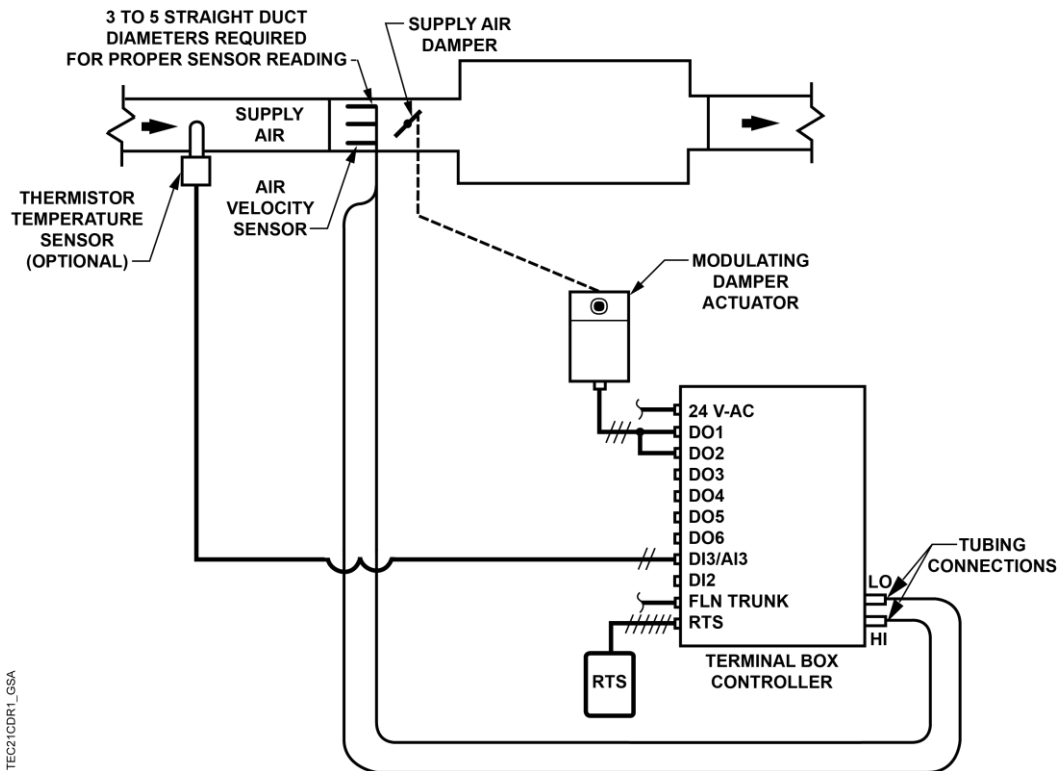 3 TO 5 STRAIGHT DUCT
DIAMETERS REQUIRED
FOR PROPER SENSOR READING
SUPPLY AIR
DAMPER
SUPPLY
AIR
THERMISTOR
TEMPERATURE
SENSOR
(OPTIONAL)
AIR
VELOCITY
SENSOR
MODULATING
DAMPER
ACTUATOR
24 V-AC
DO1
DO2
DO3
DO4
DO5
DO6
DI3/AI3
DI2
FLN TRUNK
RTS
LO
HI
TUBING
CONNECTIONS
TERMINAL BOX
CONTROLLER
RTS
TEC21CDR1_GSA